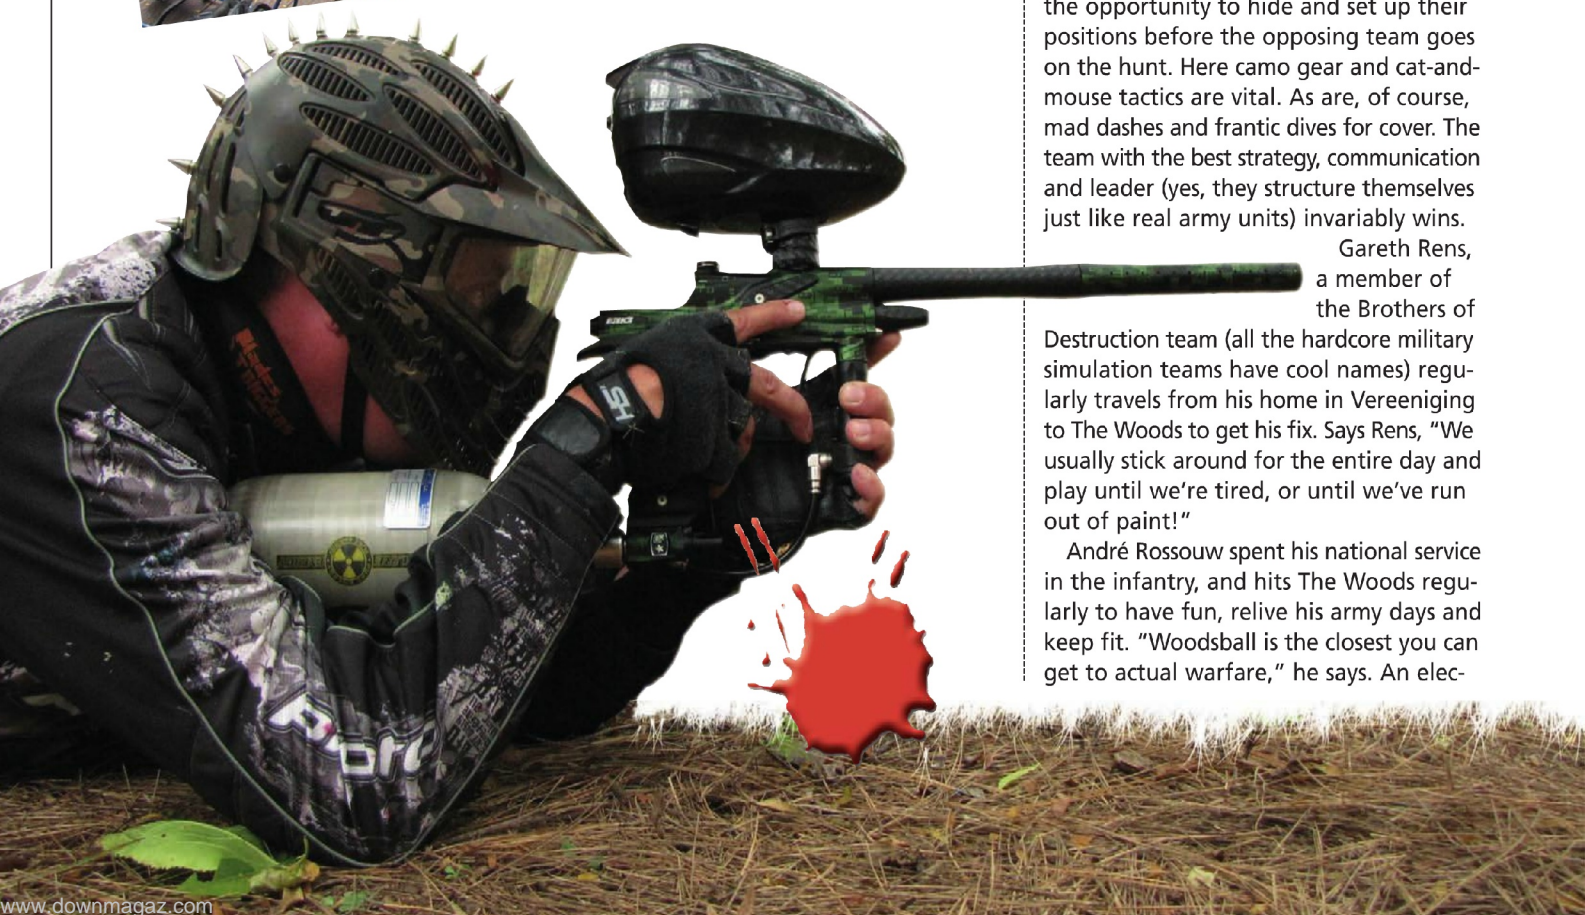 the opportunity to hide and set up their
positions before the opposing team goes
on the hunt. Here camo gear and cat-and-
mouse tactics are vital. As are, of course,
mad dashes and frantic dives for cover. The
team with the best strategy, communication
and leader (yes, they structure themselves
just like real army units) invariably wins.
Gareth Rens,
a member of
the Brothers of
Destruction team (all the hardcore military
simulation teams have cool names) regu-
larly travels from his home in Vereeniging
to The Woods to get his fix. Says Rens, “We
usually stick around for the entire day and
play until we’re tired, or until we’ve run
out of paint!”
André Rossouw spent his national service
in the infantry, and hits The Woods regu-
larly to have fun, relive his army days and
keep fit. “Woodsball is the closest you can
get to actual warfare,” he says. An elec-
SH
Proto
www.downmagaz.com